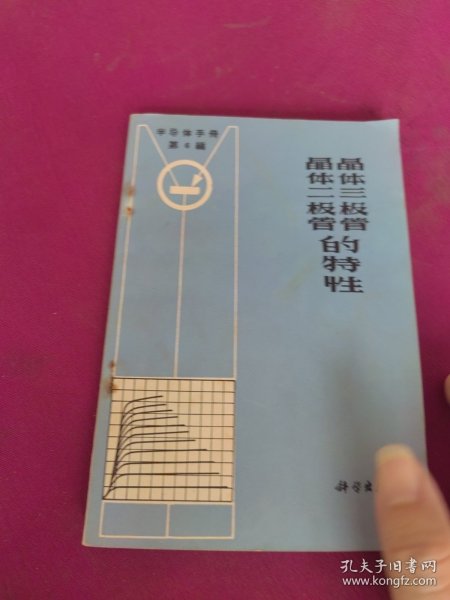 半导体手册
第4编
晶体三极管
晶体二极管
的特性
科学出
孔夫子旧书网
www.kongfz.com